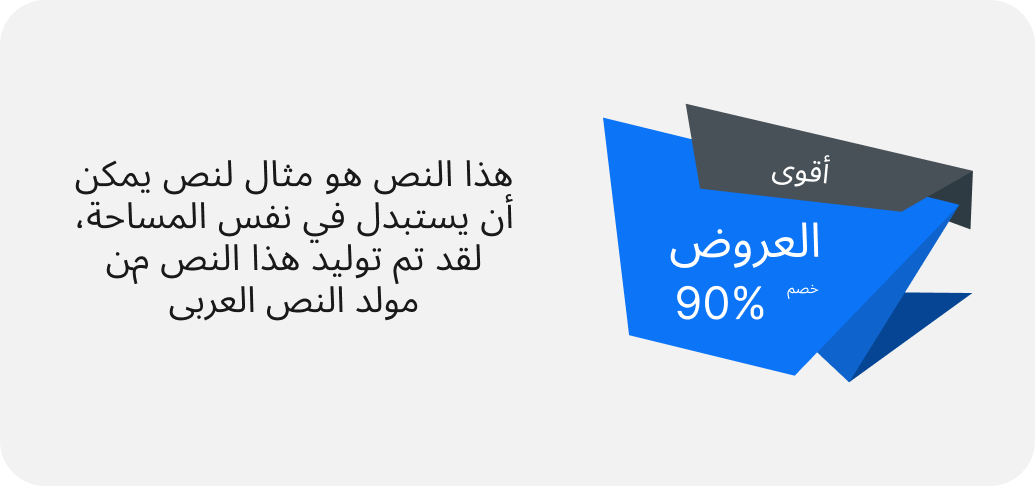 أقوى
العروض
خصم 90%
هذا النص هو مثال لنص يمكن
أن يستبدل في نفس المساحة،
لقد تم توليد هذا النص من
مولد النص العربى